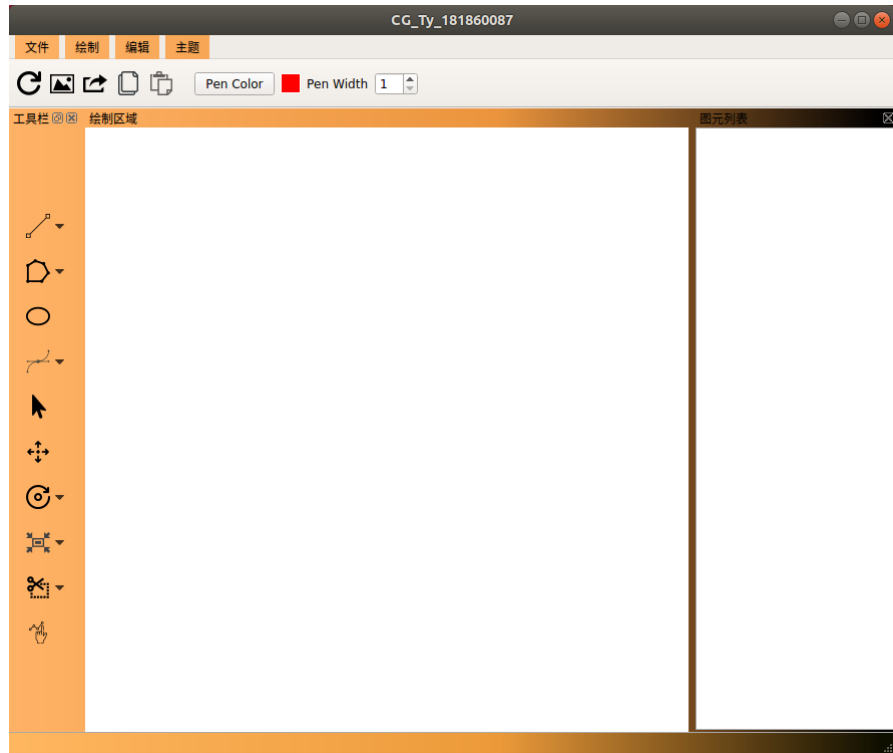 CG_Ty_181860087
文件 绘制 编辑 主题
Pen Color Pen Width 1
工具栏 绘制区域 图元列表